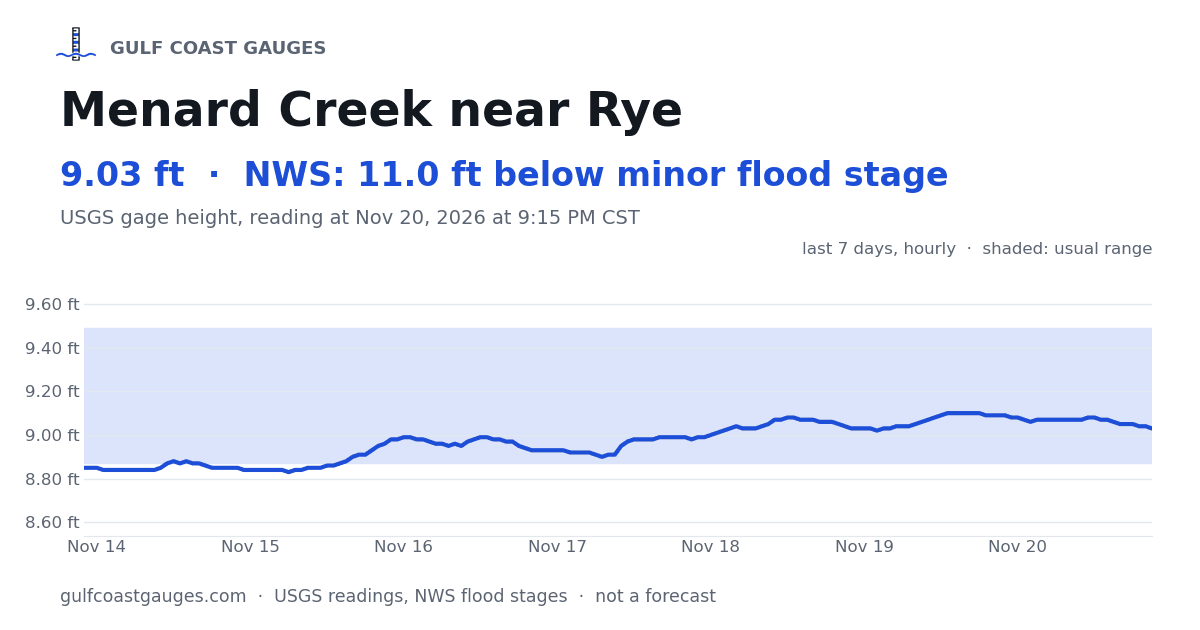 GULF COAST GAUGES
Menard Creek near Rye
9.03 ft · NWS: 11.0 ft below minor flood stage
USGS gage height, reading at Nov 20, 2026 at 9:15 PM CST
last 7 days, hourly · shaded: usual range
9.60 ft
9.40 ft
9.20 ft
9.00 ft
8.80 ft
8.60 ft
Nov 14 Nov 15 Nov 16 Nov 17 Nov 18 Nov 19 Nov 20
gulfcoastgauges.com · USGS readings, NWS flood stages · not a forecast